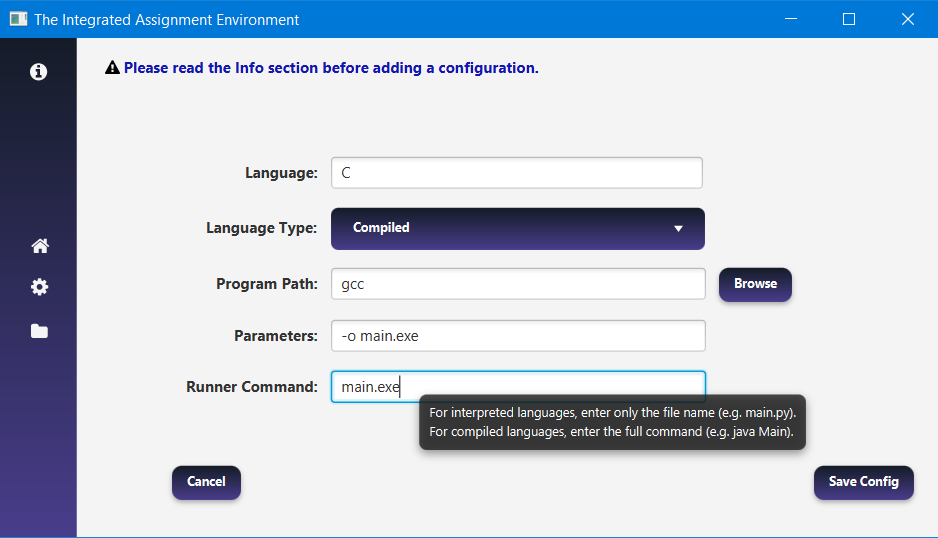 The Integrated Assignment Environment
Please read the Info section before adding a configuration.
Language: C
Language Type: Compiled
Program Path: gcc Browse
Parameters: -o main.exe
Runner Command: main.exe
For interpreted languages, enter only the file name (e.g. main.py).
For compiled languages, enter the full command (e.g. java Main).
Cancel Save Config